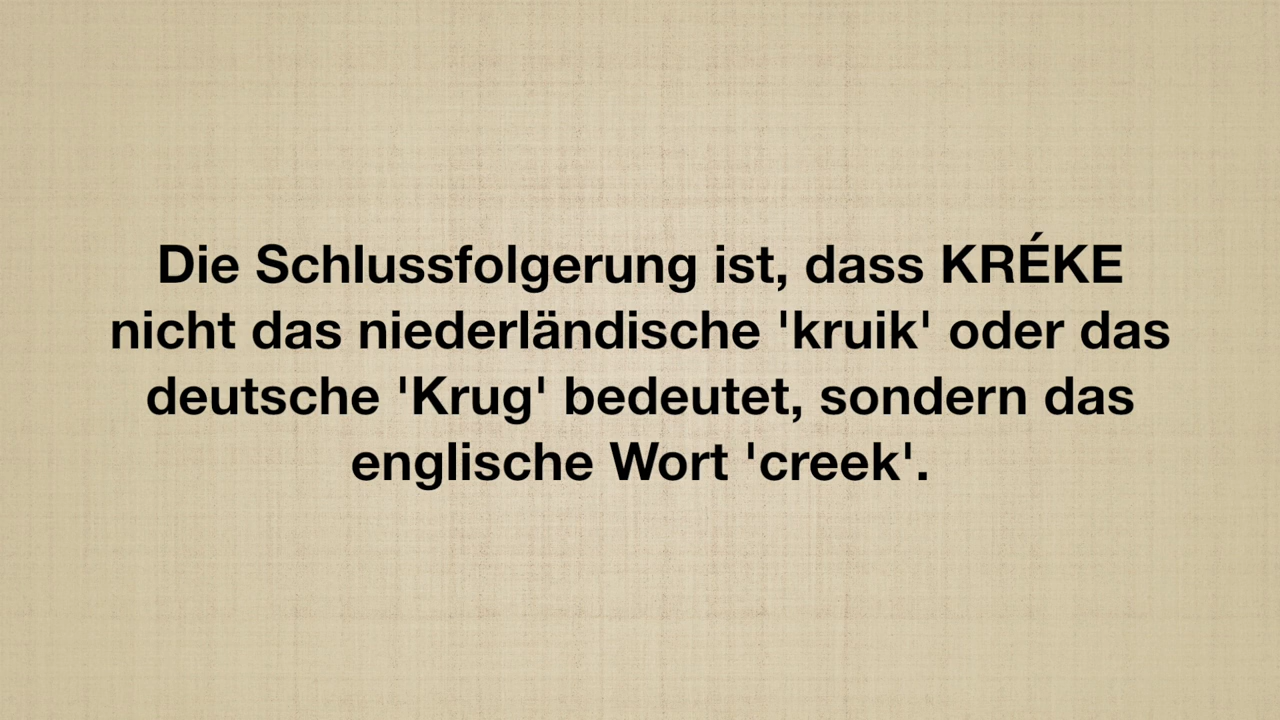 Die Schlussfolgerung ist, dass KRÉKE
nicht das niederländische 'kruik' oder das
deutsche 'Krug' bedeutet, sondern das
englische Wort 'creek'.